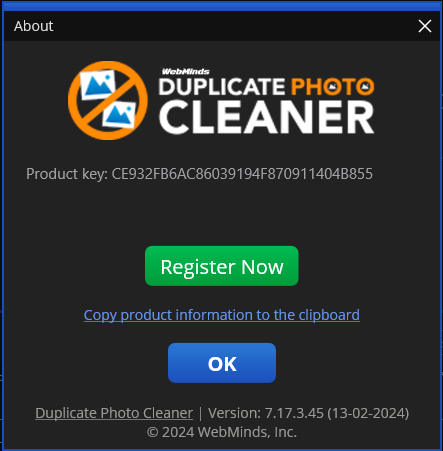 About
WebMinds
DUPLICATE PHOTO
CLEANER
Product key: CE932FB6AC86039194F870911404B855
Register Now
Copy product information to the clipboard
OK
Duplicate Photo Cleaner | Version: 7.17.3.45 (13-02-2024)
© 2024 WebMinds, Inc.